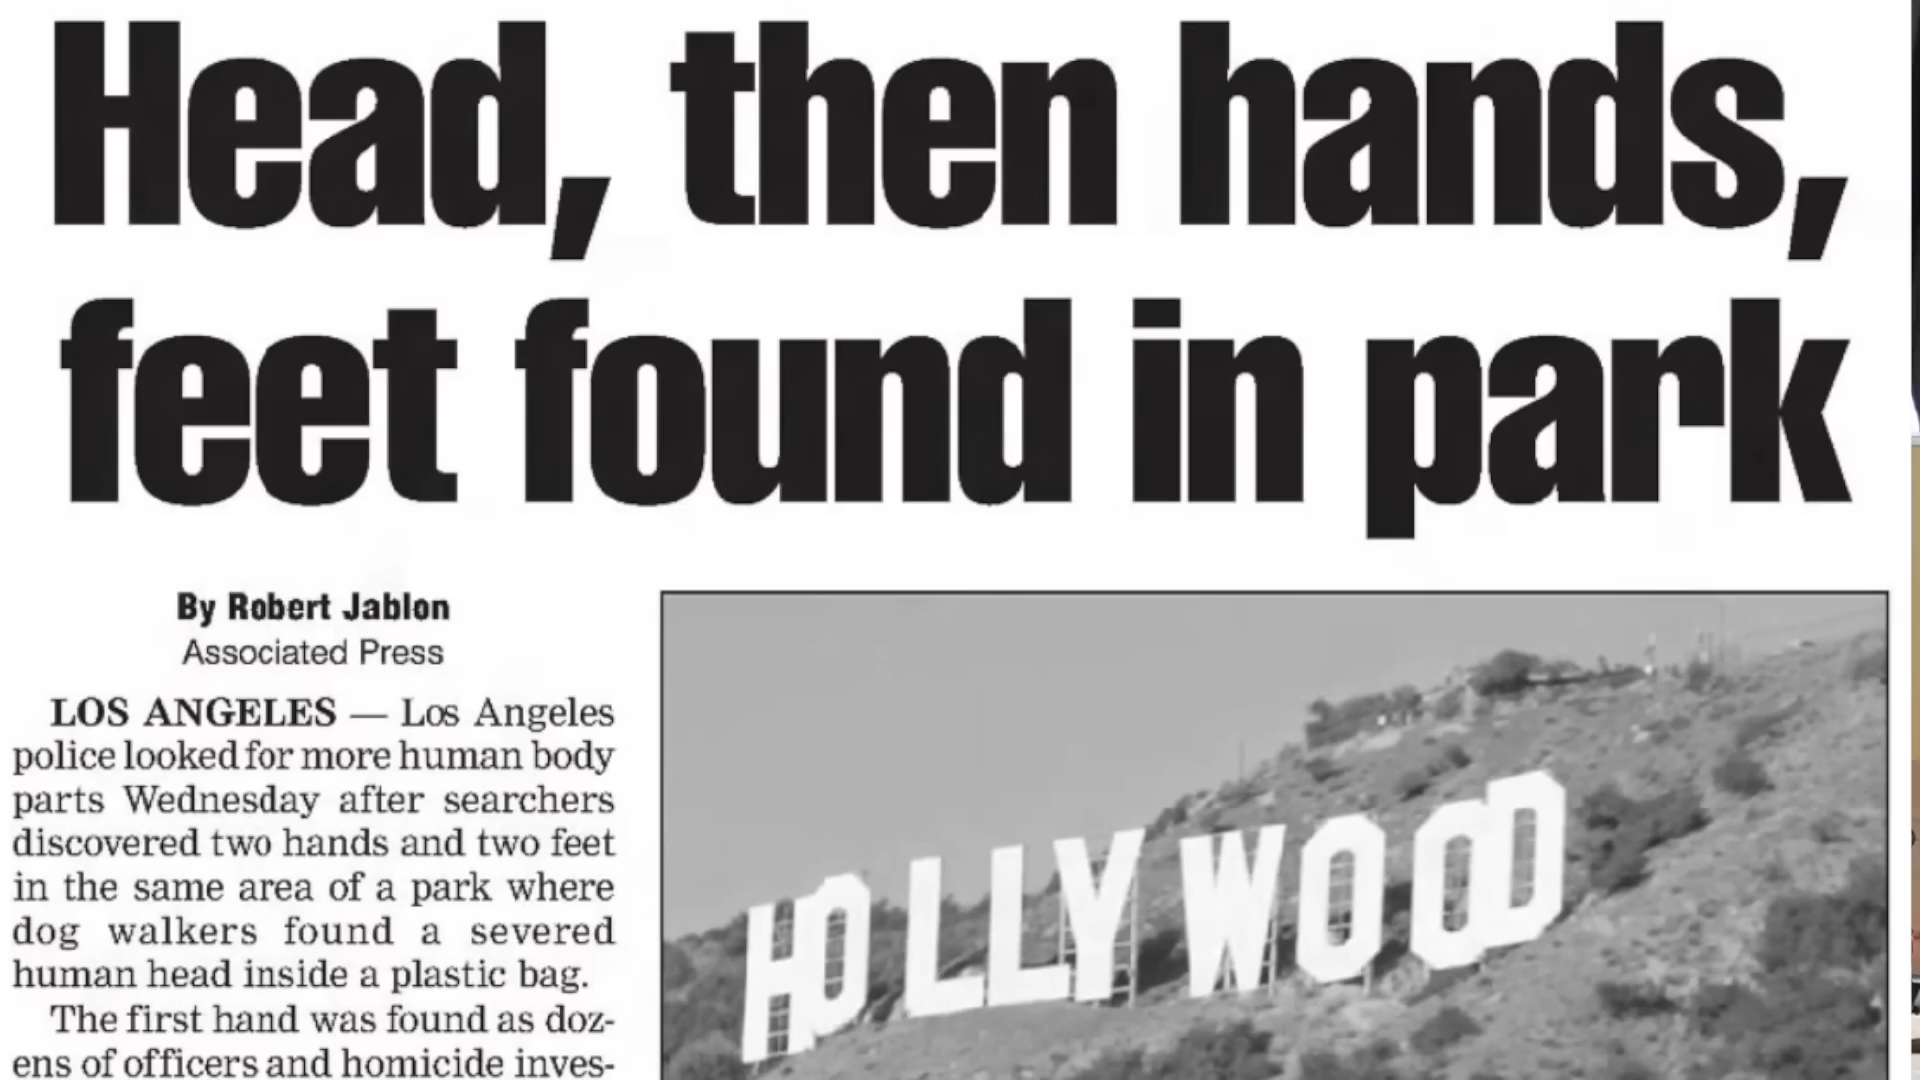 Head, then hands,
feet found in park
By Robert Jablon
Associated Press
LOS ANGELES — Los Angeles
police looked for more human body
parts Wednesday after searchers
discovered two hands and two feet
in the same area of a park where
dog walkers found a severed
human head inside a plastic bag.
The first hand was found as doz-
ens of officers and homicide inves-
HOLLYWOOD